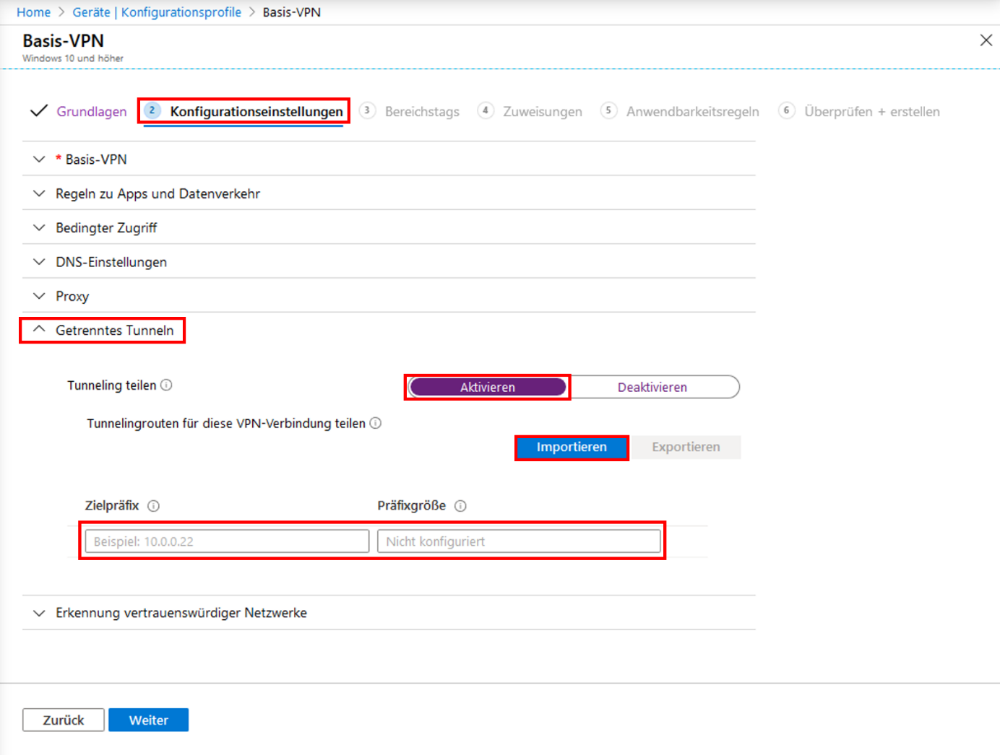 Home > Geräte | Konfigurationsprofile > Basis-VPN
Basis-VPN
Windows 10 und höher
Grundlagen 2 Konfigurationseinstellungen 3 Bereichstags 4 Zuweisungen 5 Anwendbarkeitsregeln 6 Überprüfen + erstellen
* Basis-VPN
Regeln zu Apps und Datenverkehr
Bedingter Zugriff
DNS-Einstellungen
Proxy
Getrenntes Tunneln
Tunneling teilen Aktivieren Deaktivieren
Tunnelingrouten für diese VPN-Verbindung teilen
Importieren Exportieren
Zielpräfix Präfixgröße
Beispiel: 10.0.0.22 Nicht konfiguriert
Erkennung vertrauenswürdiger Netzwerke
Zurück Weiter